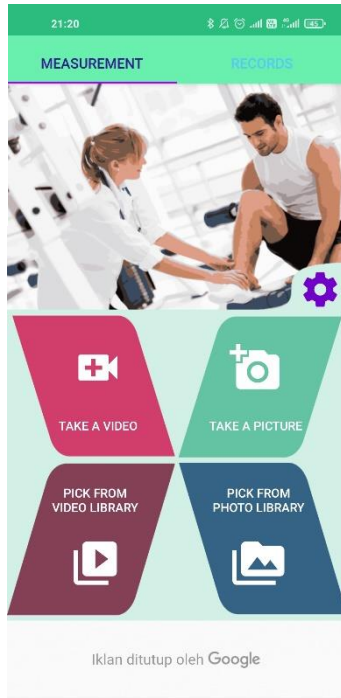 21:20
45
MEASUREMENT
RECORDS
TAKE A VIDEO
TAKE A PICTURE
PICK FROM
VIDEO LIBRARY
PICK FROM
PHOTO LIBRARY
Iklan ditutup oleh Google